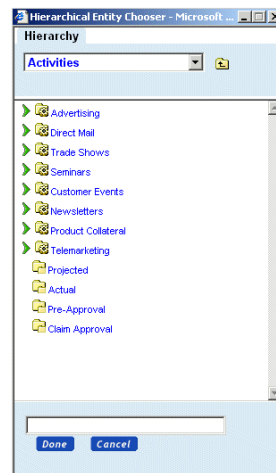 Hierarchical Entity Chooser - Microsoft ...
Hierarchy
Activities
Advertising
Direct Mail
Trade Shows
Seminars
Customer Events
Newsletters
Product Collateral
Telemarketing
Projected
Actual
Pre-Approval
Claim Approval
Done Cancel